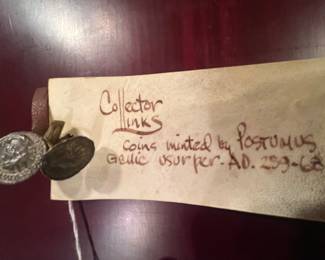 Collector
Links
coins minted by Postumus
Gallic usurper. AD. 259-68